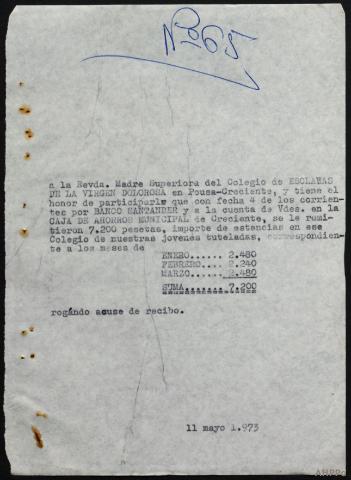 Nº 65
a la Revda. Madre Superiora del Colegio de ESCLAVAS
DE LA VIRGEN DOLOROSA en Pousa-Creciente, y tiene el
honor de participarle que con fecha 4 de los corrien-
tes por BANCO SANTANDER y a la cuenta de Vdes. en la
CAJA DE AHORROS MUNICIPAL de Creciente, se le remi-
tieron 7.200 pesetas, importe de estancias en ese
Colegio de nuestras jovenes tuteladas, correspondien-
te a los meses de
ENERO...... 2.480
FEBRERO.... 2.240
MARZO...... 2.480
SUMA....... 7.200
rogándo acuse de recibo.
11 mayo 1.973